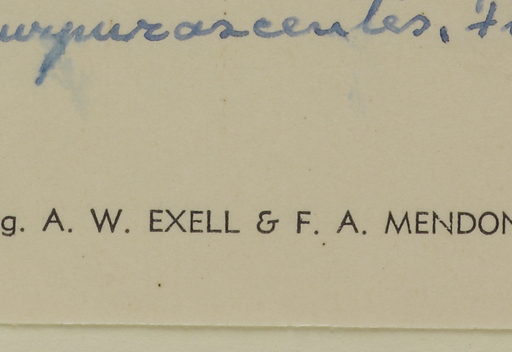 purpurascentes, F
g. A. W. EXELL & F. A. MENDON